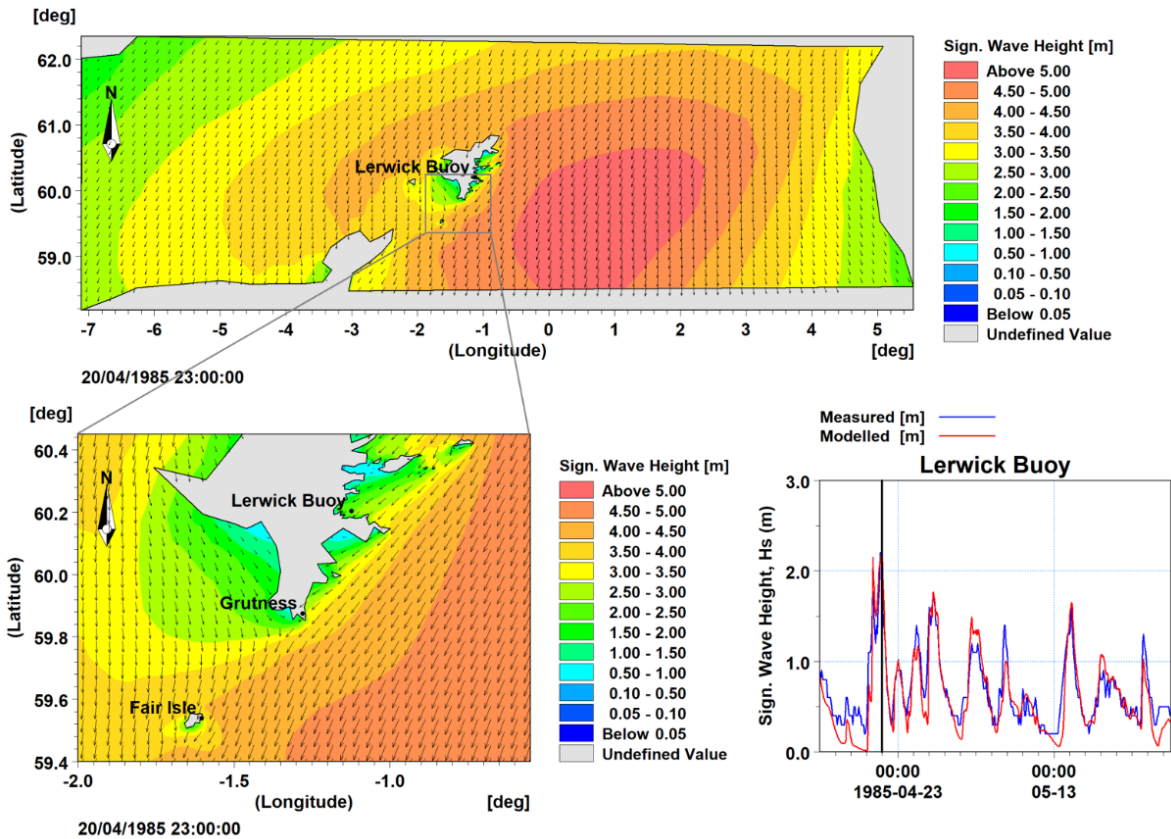 [deg]
62.0
61.0
60.0
59.0
(Latitude)
N
Lerwick Buoy
-7 -6 -5 -4 -3 -2 -1 0 1 2 3 4 5
(Longitude) [deg]
20/04/1985 23:00:00
Sign. Wave Height [m]
Above 5.00
4.50 - 5.00
4.00 - 4.50
3.50 - 4.00
3.00 - 3.50
2.50 - 3.00
2.00 - 2.50
1.50 - 2.00
1.00 - 1.50
0.50 - 1.00
0.10 - 0.50
0.05 - 0.10
Below 0.05
Undefined Value
[deg]
60.4
60.2
60.0
59.8
59.6
59.4
(Latitude)
N
Lerwick Buoy
Grutness
Fair Isle
-2.0 -1.5 -1.0
(Longitude) [deg]
20/04/1985 23:00:00
Sign. Wave Height [m]
Above 5.00
4.50 - 5.00
4.00 - 4.50
3.50 - 4.00
3.00 - 3.50
2.50 - 3.00
2.00 - 2.50
1.50 - 2.00
1.00 - 1.50
0.50 - 1.00
0.10 - 0.50
0.05 - 0.10
Below 0.05
Undefined Value
Measured [m]
Modelled [m]
Lerwick Buoy
3.0
2.0
1.0
0.0
Sign. Wave Height, Hs (m)
00:00 00:00
1985-04-23 05-13